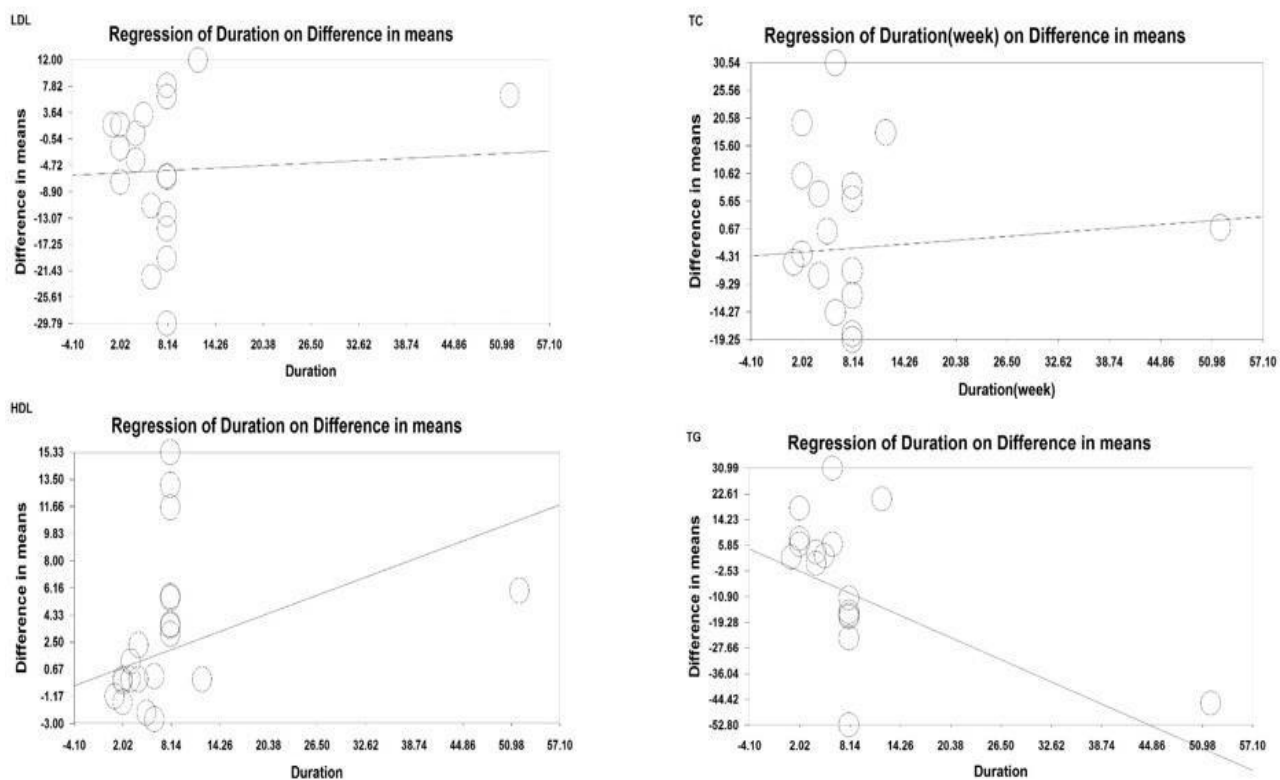 LDL
Regression of Duration on Difference in means
Difference in means
12.00
7.82
3.64
-0.54
-4.72
-8.90
-13.07
-17.25
-21.43
-25.61
-29.79
-4.10 2.02 8.14 14.26 20.38 26.50 32.62 38.74 44.86 50.98 57.10
Duration
TC
Regression of Duration(week) on Difference in means
Difference in means
30.54
25.56
20.58
15.60
10.62
5.65
0.67
-4.31
-9.29
-14.27
-19.25
-4.10 2.02 8.14 14.26 20.38 26.50 32.62 38.74 44.86 50.98 57.10
Duration(week)
HDL
Regression of Duration on Difference in means
Difference in means
15.33
13.50
11.66
9.83
8.00
6.16
4.33
2.50
0.67
-1.17
-3.00
-4.10 2.02 8.14 14.26 20.38 26.50 32.62 38.74 44.86 50.98 57.10
Duration
TG
Regression of Duration on Difference in means
Difference in means
30.99
22.61
14.23
5.85
-2.53
-10.90
-19.28
-27.66
-36.04
-44.42
-52.80
-4.10 2.02 8.14 14.26 20.38 26.50 32.62 38.74 44.86 50.98 57.10
Duration